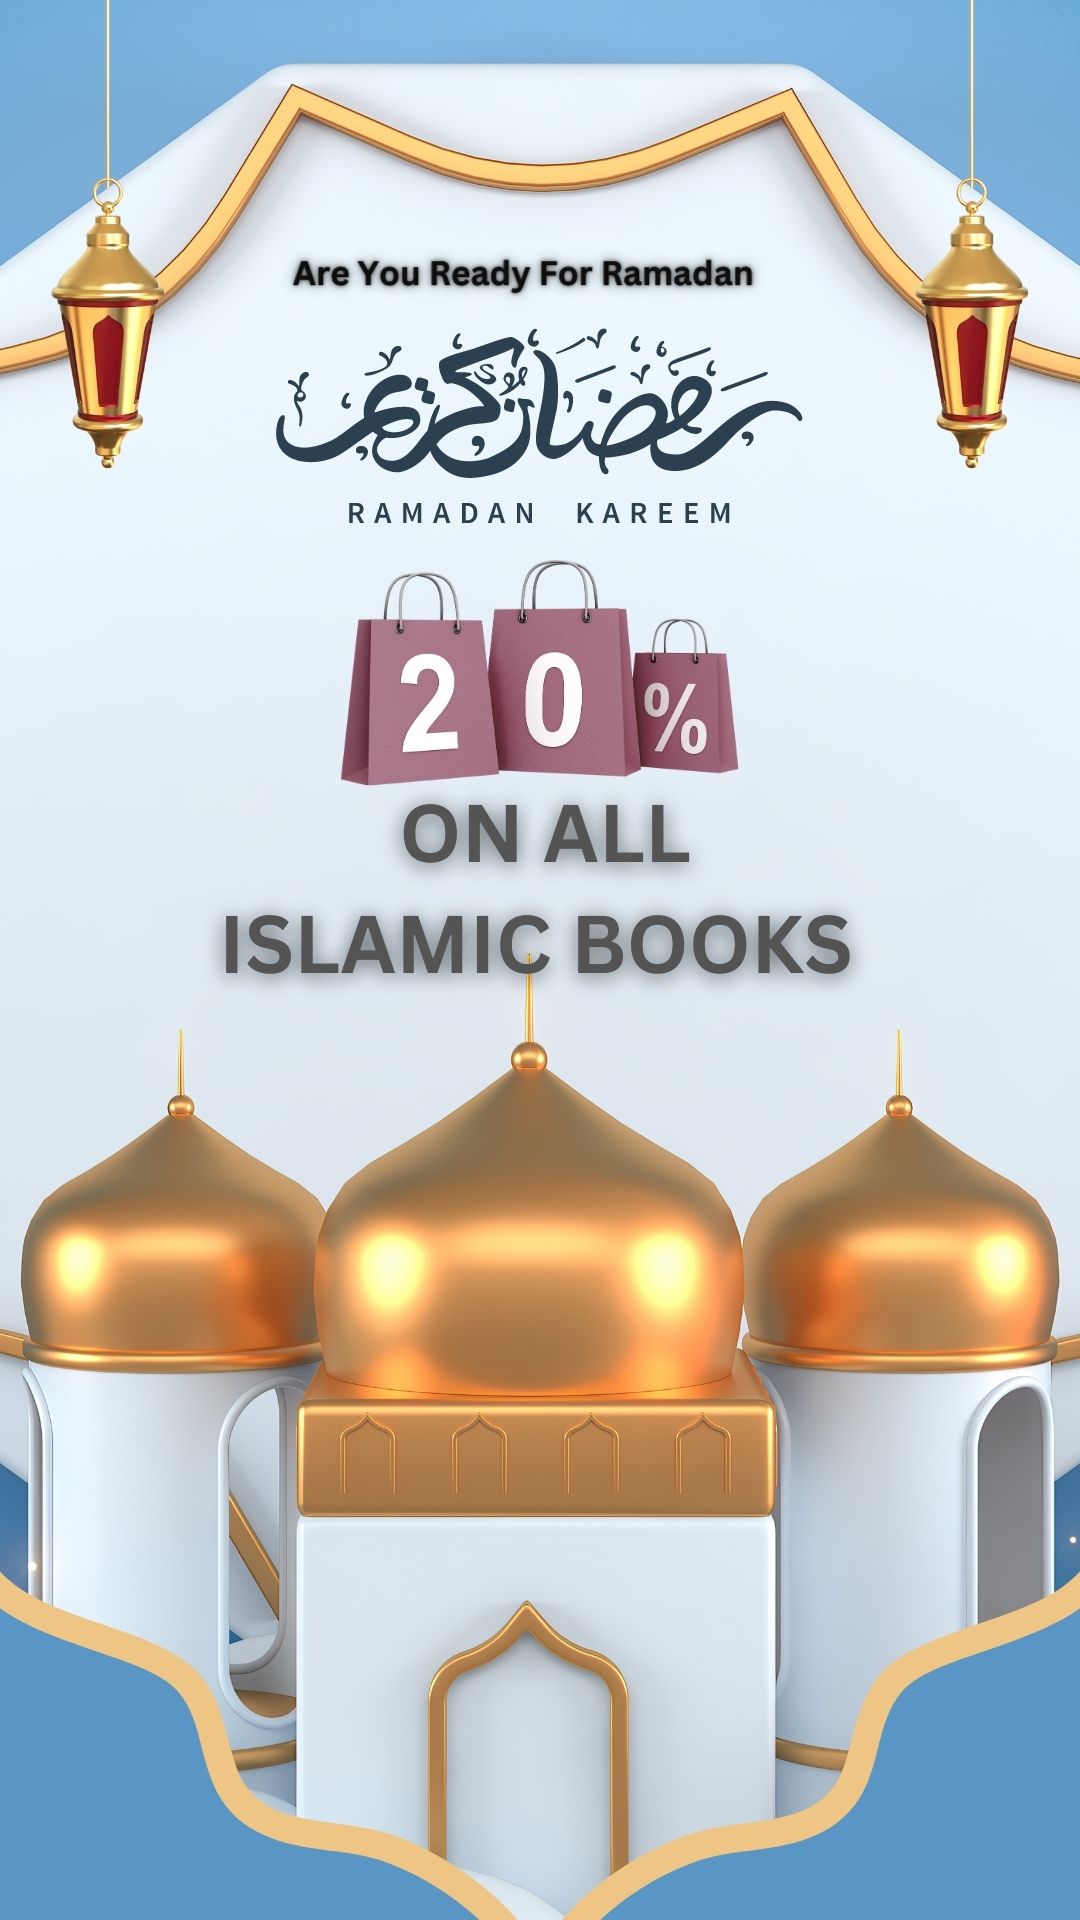 Are You Ready For Ramadan
رمضان كريم
RAMADAN KAREEM
20%
ON ALL
ISLAMIC BOOKS